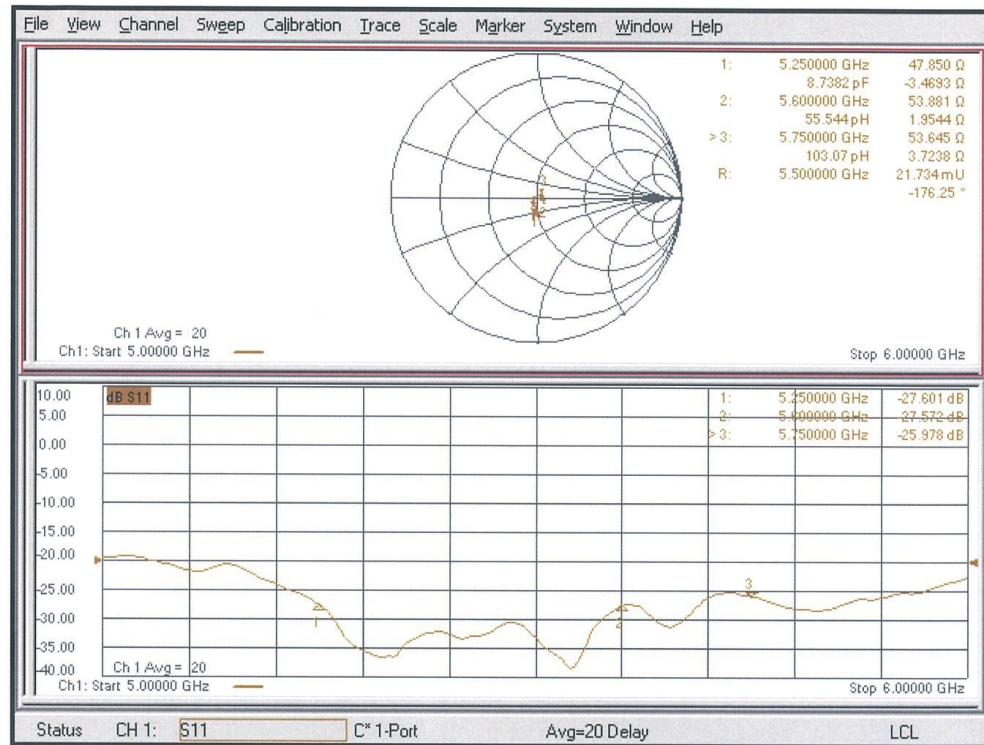 File View Channel Sweep Calibration Trace Scale Marker System Window Help
1: 5.250000 GHz 47.850 Ω
8.7382 pF -3.4693 Ω
2: 5.600000 GHz 53.881 Ω
55.544 pH 1.9544 Ω
> 3: 5.750000 GHz 53.645 Ω
103.07 pH 3.7238 Ω
R: 5.500000 GHz 21.734 mU
-176.25 °
3
1
2
Ch 1 Avg = 20
Ch1: Start 5.00000 GHz
Stop 6.00000 GHz
10.00
dB S11
5.00
0.00
-5.00
-10.00
-15.00
-20.00
-25.00
-30.00
-35.00
-40.00
1: 5.250000 GHz -27.601 dB
2: 5.600000 GHz -27.572 dB
> 3: 5.750000 GHz -25.978 dB
1
2
3
Ch 1 Avg = 20
Ch1: Start 5.00000 GHz
Stop 6.00000 GHz
Status CH 1: S11 C* 1-Port Avg=20 Delay LCL